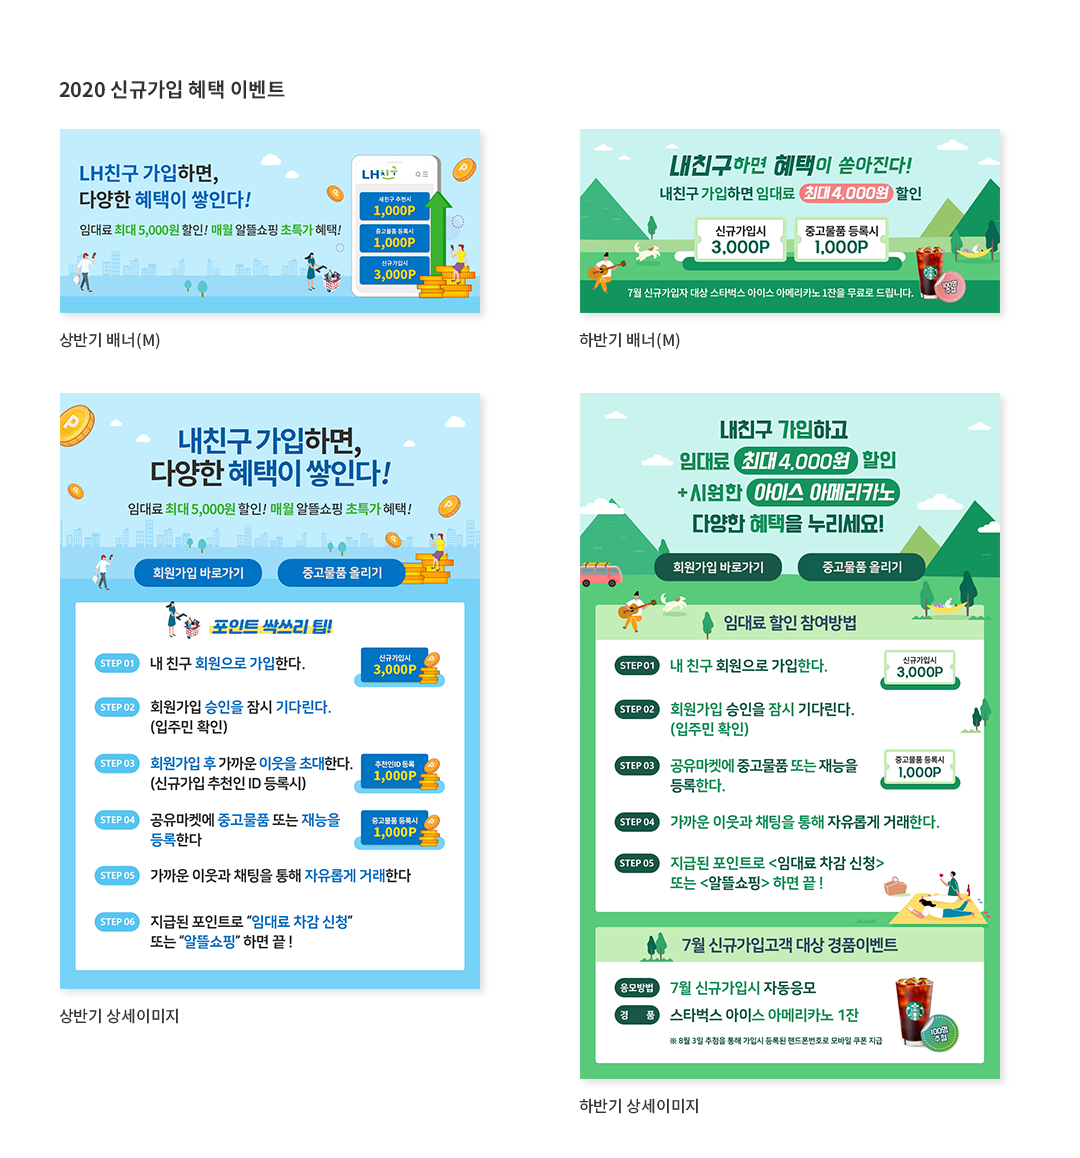 2020 신규가입 혜택 이벤트
LH친구 가입하면,
다양한 혜택이 쌓인다!
임대료 최대 5,000원 할인! 매월 알뜰쇼핑 초특가 혜택!
LH친구
새친구 추천시
1,000P
중고물품 등록시
1,000P
신규가입시
3,000P
상반기 배너(M)
내친구하면 혜택이 쏟아진다!
내친구 가입하면 임대료 최대 4,000원 할인
신규가입시
3,000P
중고물품 등록시
1,000P
7월 신규가입자 대상 스타벅스 아이스 아메리카노 1잔을 무료로 드립니다.
하반기 배너(M)
내친구 가입하면,
다양한 혜택이 쌓인다!
임대료 최대 5,000원 할인! 매월 알뜰쇼핑 초특가 혜택!
회원가입 바로가기
중고물품 올리기
포인트 싹쓰리 팁!
STEP 01 내 친구 회원으로 가입한다.
신규가입시
3,000P
STEP 02 회원가입 승인을 잠시 기다린다.
(입주민 확인)
STEP 03 회원가입 후 가까운 이웃을 초대한다.
(신규가입 추천인 ID 등록시)
추천인ID 등록
1,000P
STEP 04 공유마켓에 중고물품 또는 재능을
등록한다
중고물품 등록시
1,000P
STEP 05 가까운 이웃과 채팅을 통해 자유롭게 거래한다
STEP 06 지급된 포인트로 “임대료 차감 신청”
또는 “알뜰쇼핑” 하면 끝 !
상반기 상세이미지
내친구 가입하고
임대료 최대 4,000원 할인
+시원한 아이스 아메리카노
다양한 혜택을 누리세요!
회원가입 바로가기
중고물품 올리기
임대료 할인 참여방법
STEP 01 내 친구 회원으로 가입한다.
신규가입시
3,000P
STEP 02 회원가입 승인을 잠시 기다린다.
(입주민 확인)
STEP 03 공유마켓에 중고물품 또는 재능을
등록한다.
중고물품 등록시
1,000P
STEP 04 가까운 이웃과 채팅을 통해 자유롭게 거래한다.
STEP 05 지급된 포인트로 <임대료 차감 신청>
또는 <알뜰쇼핑> 하면 끝 !
7월 신규가입고객 대상 경품이벤트
응모방법 7월 신규가입시 자동응모
경 품 스타벅스 아이스 아메리카노 1잔
※ 8월 3일 추첨을 통해 가입시 등록된 핸드폰번호로 모바일 쿠폰 지급
100명
추첨
하반기 상세이미지